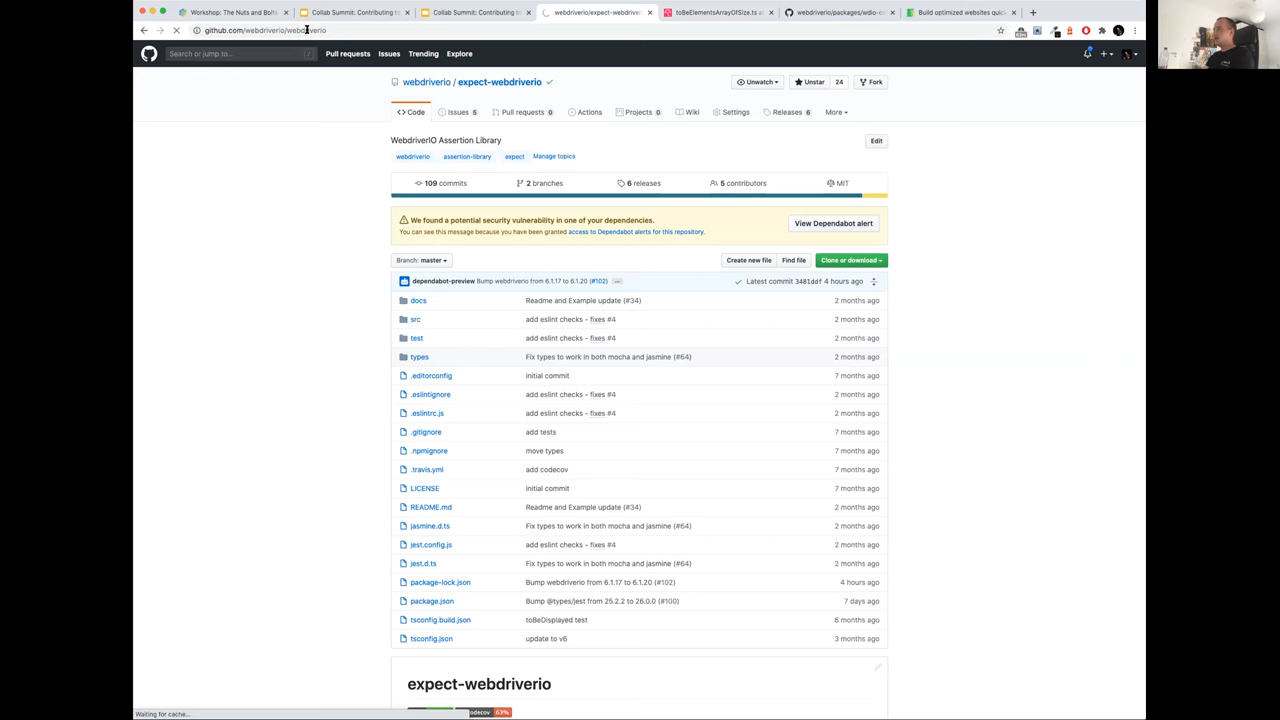 Workshop: The Nuts and Bolts
Collab Summit: Contributing to
Collab Summit: Contributing to
webdriverio/expect-webdriveri
toBeElementsArrayOfSize.ts a
webdriverio/packages/wdio-c
Build optimized websites quick
github.com/webdriverio/webdriverio
Search or jump to...
/
Pull requests
Issues
Trending
Explore
webdriverio / expect-webdriverio
Unwatch
Unstar
24
Fork
Code
Issues 5
Pull requests 0
Actions
Projects 0
Wiki
Settings
Releases 6
More
WebdriverIO Assertion Library
Edit
webdriverio
assertion-library
expect
Manage topics
109 commits
2 branches
6 releases
5 contributors
MIT
We found a potential security vulnerability in one of your dependencies.
You can see this message because you have been granted access to Dependabot alerts for this repository.
View Dependabot alert
Branch: master
Create new file
Find file
Clone or download
dependabot-preview Bump webdriverio from 6.1.17 to 6.1.20 (#102) ...
Latest commit 3481ddf 4 hours ago
docs Readme and Example update (#34) 2 months ago
src add eslint checks - fixes #4 2 months ago
test add eslint checks - fixes #4 2 months ago
types Fix types to work in both mocha and jasmine (#64) 2 months ago
.editorconfig initial commit 7 months ago
.eslintignore add eslint checks - fixes #4 2 months ago
.eslintrc.js add eslint checks - fixes #4 2 months ago
.gitignore add tests 7 months ago
.npmignore move types 7 months ago
.travis.yml add codecov 7 months ago
LICENSE initial commit 7 months ago
README.md Readme and Example update (#34) 2 months ago
jasmine.d.ts Fix types to work in both mocha and jasmine (#64) 2 months ago
jest.config.js add eslint checks - fixes #4 2 months ago
jest.d.ts Fix types to work in both mocha and jasmine (#64) 2 months ago
package-lock.json Bump webdriverio from 6.1.17 to 6.1.20 (#102) 4 hours ago
package.json Bump @types/jest from 25.2.2 to 26.0.0 (#100) 7 days ago
tsconfig.build.json toBeDisplayed test 6 months ago
tsconfig.json update to v6 3 months ago
expect-webdriverio
codecov 63%
Waiting for cache...